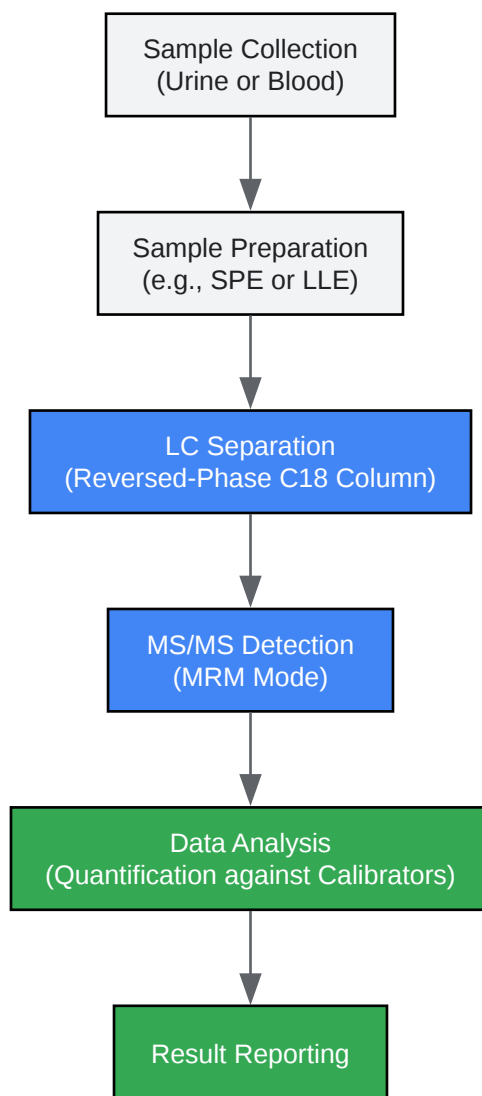 Sample Collection
(Urine or Blood)
Sample Preparation
(e.g., SPE or LLE)
LC Separation
(Reversed-Phase C18 Column)
MS/MS Detection
(MRM Mode)
Data Analysis
(Quantification against Calibrators)
Result Reporting